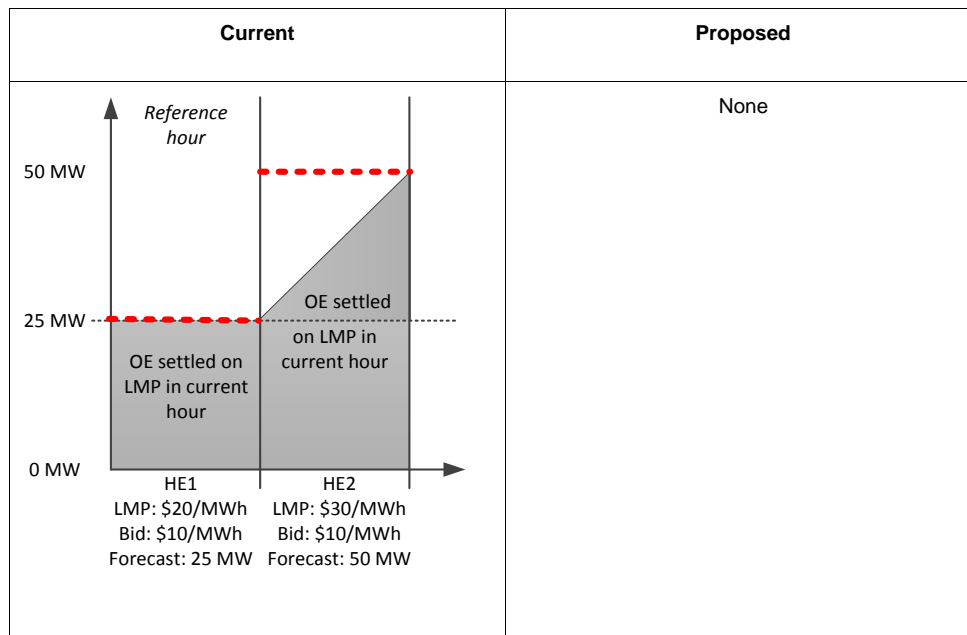 Current
Proposed
None
Reference
hour
50 MW
OE settled
25 MW
on LMP in
current hour
OE settled on
LMP in current
hour
0 MW
HE1
LMP: $20/MWh
Bid: $10/MWh
Forecast: 25 MW
HE2
LMP: $30/MWh
Bid: $10/MWh
Forecast: 50 MW